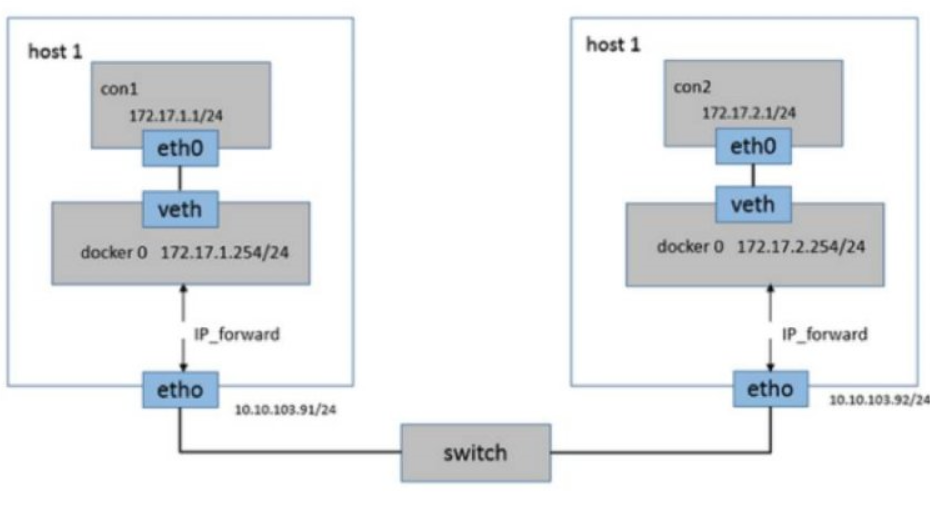 host 1
con1
172.17.1.1/24
eth0
veth
docker 0 172.17.1.254/24
IP_forward
etho
10.10.103.91/24
host 1
con2
172.17.2.1/24
eth0
veth
docker 0 172.17.2.254/24
IP_forward
etho
10.10.103.92/24
switch